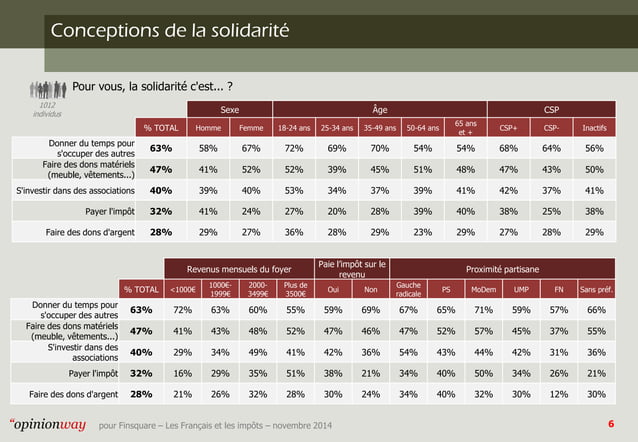 Conceptions de la solidarité
Pour vous, la solidarité c'est... ?
1012
individus
Sexe Âge CSP
% TOTAL Homme Femme 18-24 ans 25-34 ans 35-49 ans 50-64 ans 65 ans et + CSP+ CSP- Inactifs
Donner du temps pour s'occuper des autres 63% 58% 67% 72% 69% 70% 54% 54% 68% 64% 56%
Faire des dons matériels (meuble, vêtements...) 47% 41% 52% 52% 39% 45% 51% 48% 47% 43% 50%
S'investir dans des associations 40% 39% 40% 53% 34% 37% 39% 41% 42% 37% 41%
Payer l'impôt 32% 41% 24% 27% 20% 28% 39% 40% 38% 25% 38%
Faire des dons d'argent 28% 29% 27% 36% 28% 29% 23% 29% 27% 28% 29%
Revenus mensuels du foyer Paie l'impôt sur le revenu Proximité partisane
% TOTAL <1000€ 1000€-1999€ 2000-3499€ Plus de 3500€ Oui Non Gauche radicale PS MoDem UMP FN Sans préf.
Donner du temps pour s'occuper des autres 63% 72% 63% 60% 55% 59% 69% 67% 65% 71% 59% 57% 66%
Faire des dons matériels (meuble, vêtements...) 47% 41% 43% 48% 52% 47% 46% 47% 52% 57% 45% 37% 55%
S'investir dans des associations 40% 29% 34% 49% 41% 42% 36% 54% 43% 44% 42% 31% 36%
Payer l'impôt 32% 16% 29% 35% 51% 38% 21% 34% 40% 50% 34% 26% 21%
Faire des dons d'argent 28% 21% 26% 32% 28% 30% 24% 34% 40% 32% 30% 12% 30%
“opinionway pour Finsquare – Les Français et les impôts – novembre 2014 6